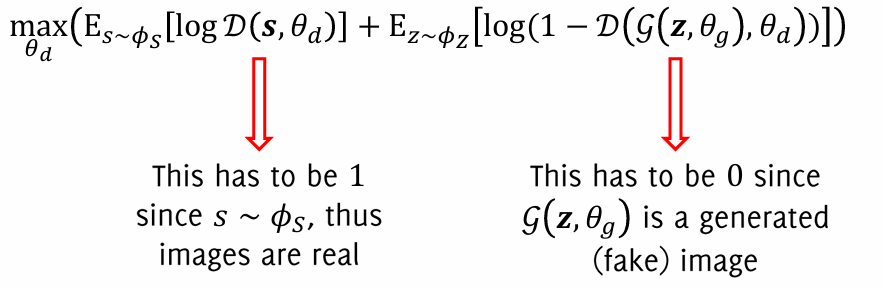 max(E_{s~ϕ_S}[log 𝒟(𝒔, θ_d)] + E_{z~ϕ_Z}[log(1 − 𝒟(𝒢(𝒛, θ_g), θ_d))])
θ_d
This has to be 1
since s ~ ϕ_S, thus
images are real
This has to be 0 since
𝒢(𝒛, θ_g) is a generated
(fake) image